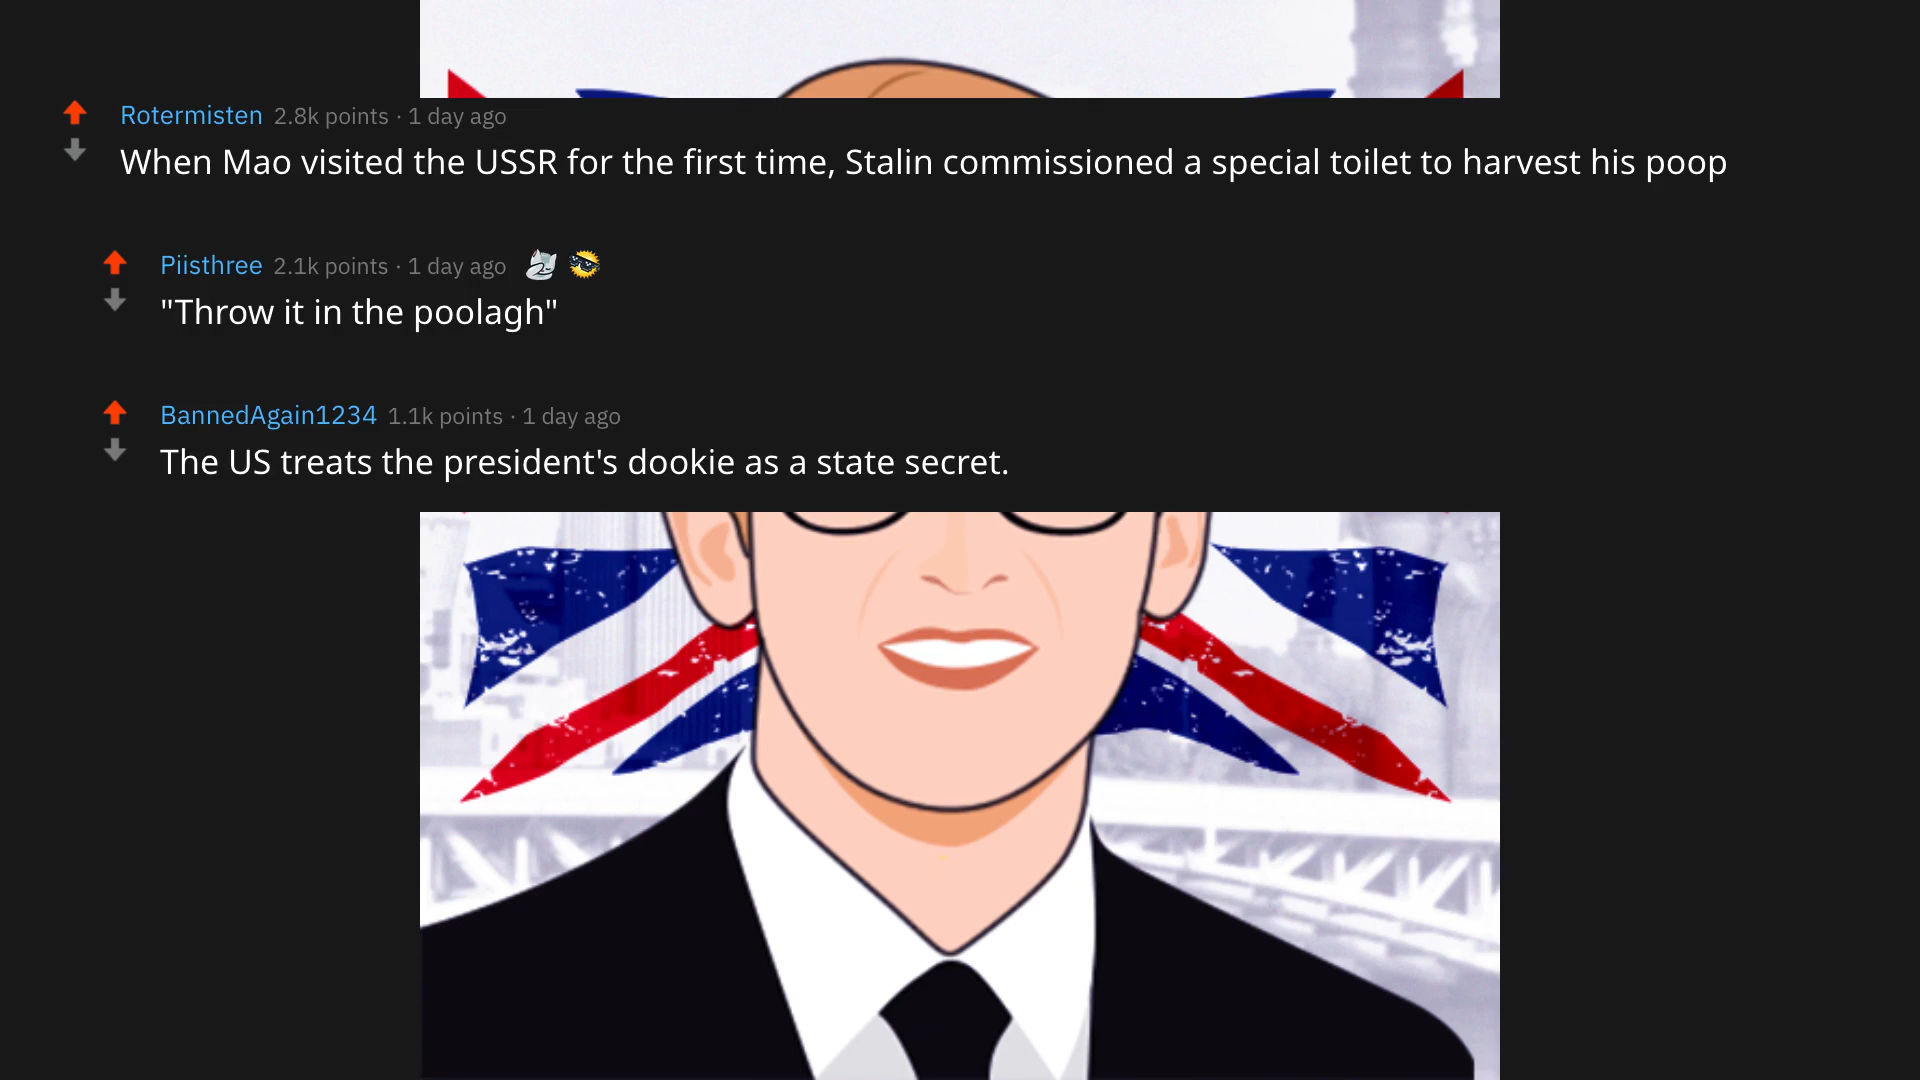 Rotermisten 2.8k points · 1 day ago
When Mao visited the USSR for the first time, Stalin commissioned a special toilet to harvest his poop
Piisthree 2.1k points · 1 day ago
"Throw it in the poolagh"
BannedAgain1234 1.1k points · 1 day ago
The US treats the president's dookie as a state secret.